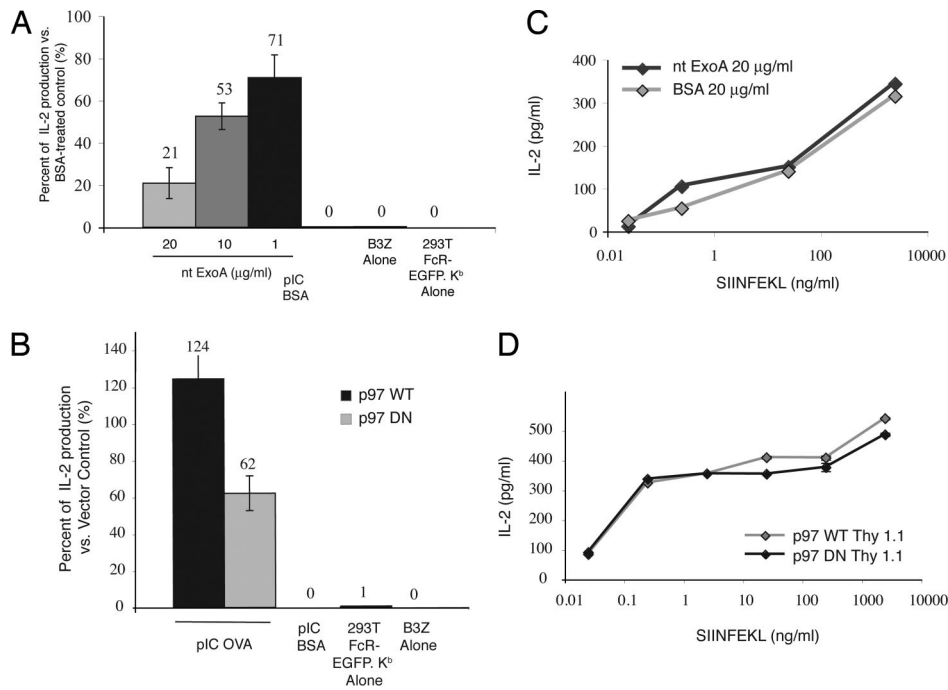 A
Percent of IL-2 production vs.
BSA-treated control (%)
100
80
60
40
20
0
21
53
71
0
0
0
20
10
1
nt ExoA (µg/ml)
pIC
BSA
B3Z
Alone
293T
FcR-
EGFP. Kᵇ
Alone
B
Percent of IL-2 production
vs. Vector Control (%)
140
120
100
80
60
40
20
0
124
62
0
1
0
p97 WT
p97 DN
pIC OVA
pIC
BSA
293T
FcR-
EGFP. Kᵇ
Alone
B3Z
Alone
C
IL-2 (pg/ml)
400
300
200
100
0
nt ExoA 20 µg/ml
BSA 20 µg/ml
0.01
1
100
10000
SIINFEKL (ng/ml)
D
IL-2 (pg/ml)
500
400
300
200
100
0
p97 WT Thy 1.1
p97 DN Thy 1.1
0.01
0.1
1
10
100
1000
10000
SIINFEKL (ng/ml)